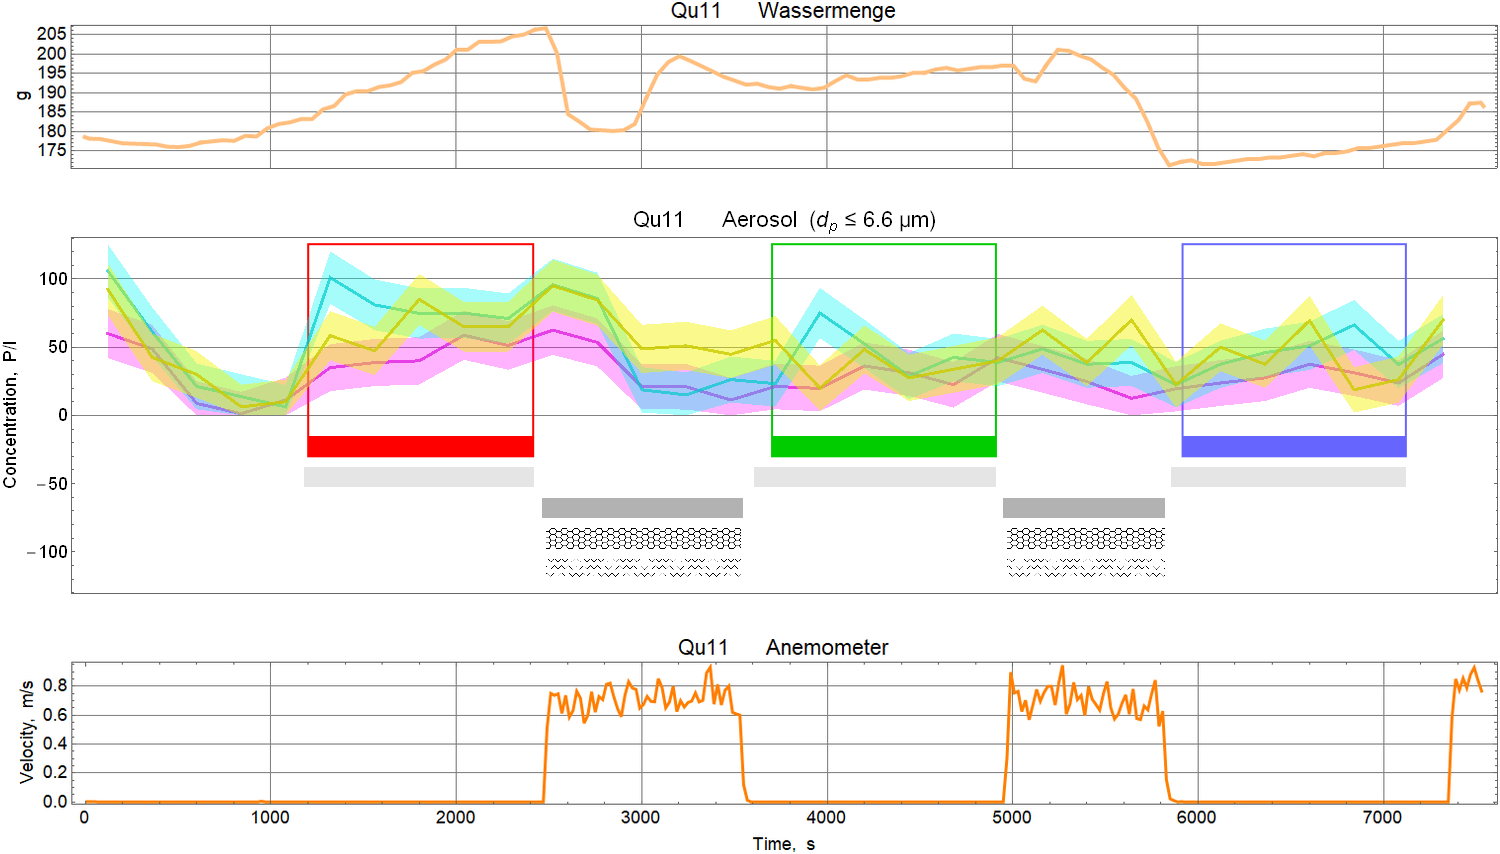 Qu11 Wassermenge
205
200
195
190
185
180
175
g
Qu11 Aerosol (dp ≤ 6.6 µm)
100
50
0
−50
−100
Concentration, P/l
Qu11 Anemometer
0.8
0.6
0.4
0.2
0.0
Velocity, m/s
0 1000 2000 3000 4000 5000 6000 7000
Time, s